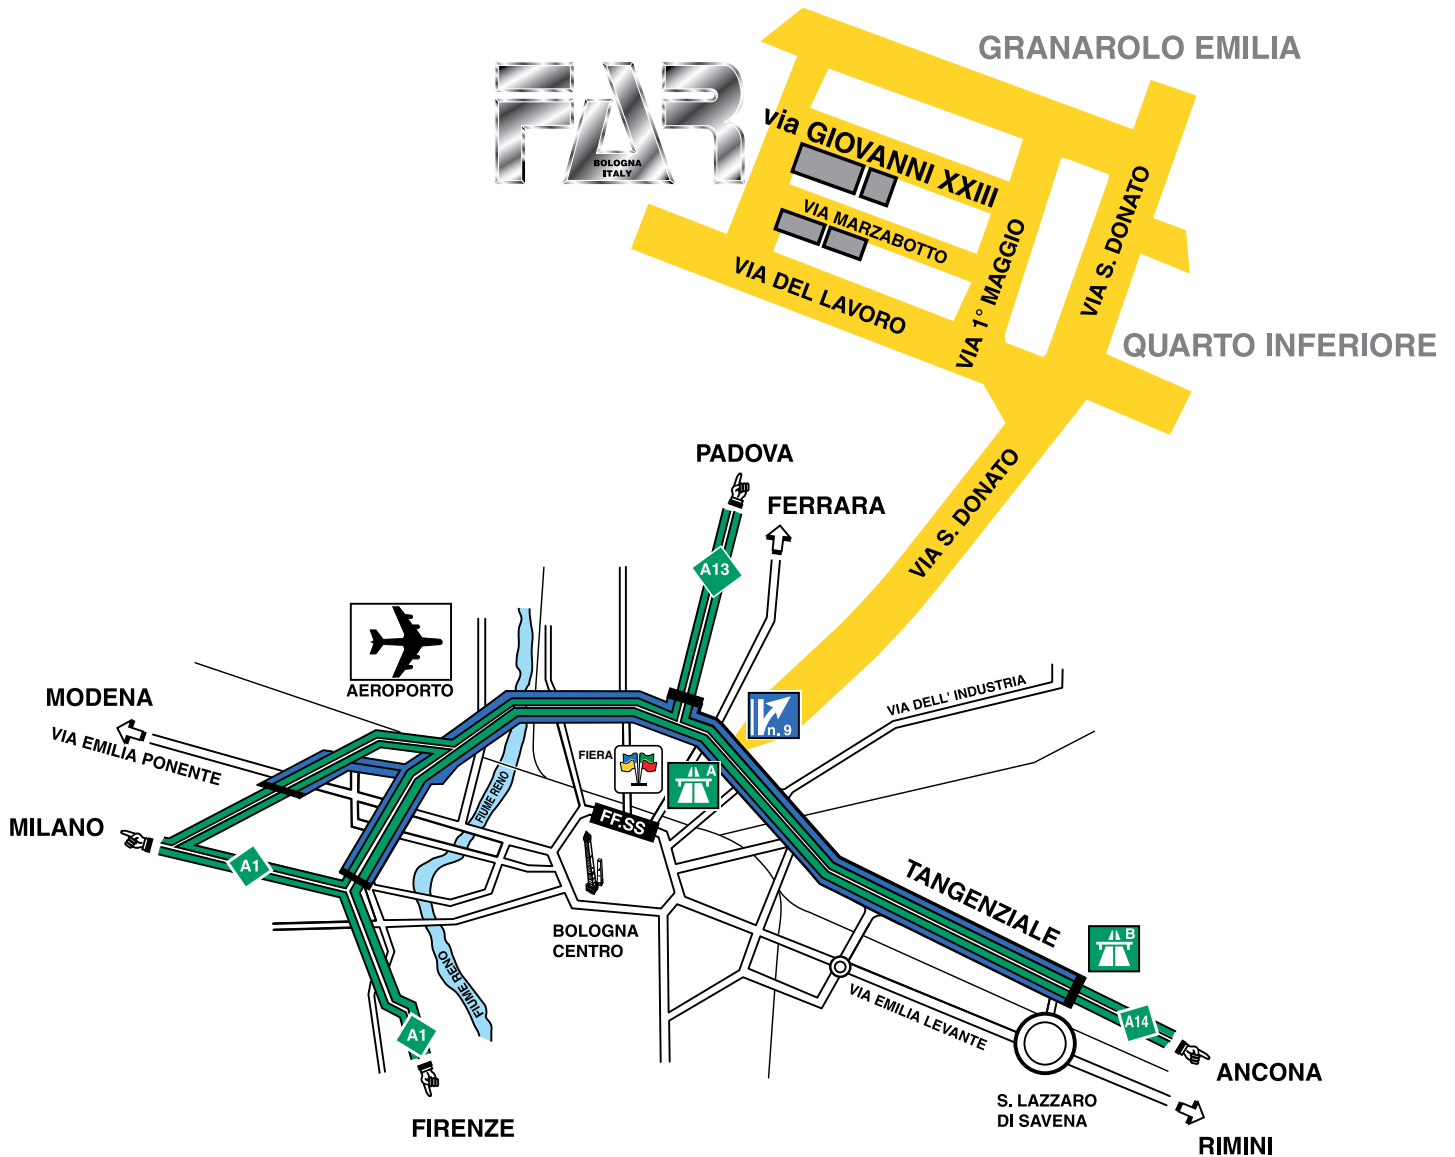 GRANAROLO EMILIA
FAR
BOLOGNA
ITALY
via GIOVANNI XXIII
VIA MARZABOTTO
VIA DEL LAVORO
VIA 1° MAGGIO
VIA S. DONATO
QUARTO INFERIORE
VIA S. DONATO
PADOVA
FERRARA
A13
AEROPORTO
MODENA
VIA EMILIA PONENTE
MILANO
A1
A1
FIRENZE
FIUME RENO
FIUME RENO
FIERA
FF.SS
A
n. 9
VIA DELL' INDUSTRIA
BOLOGNA
CENTRO
TANGENZIALE
B
VIA EMILIA LEVANTE
A14
ANCONA
S. LAZZARO
DI SAVENA
RIMINI